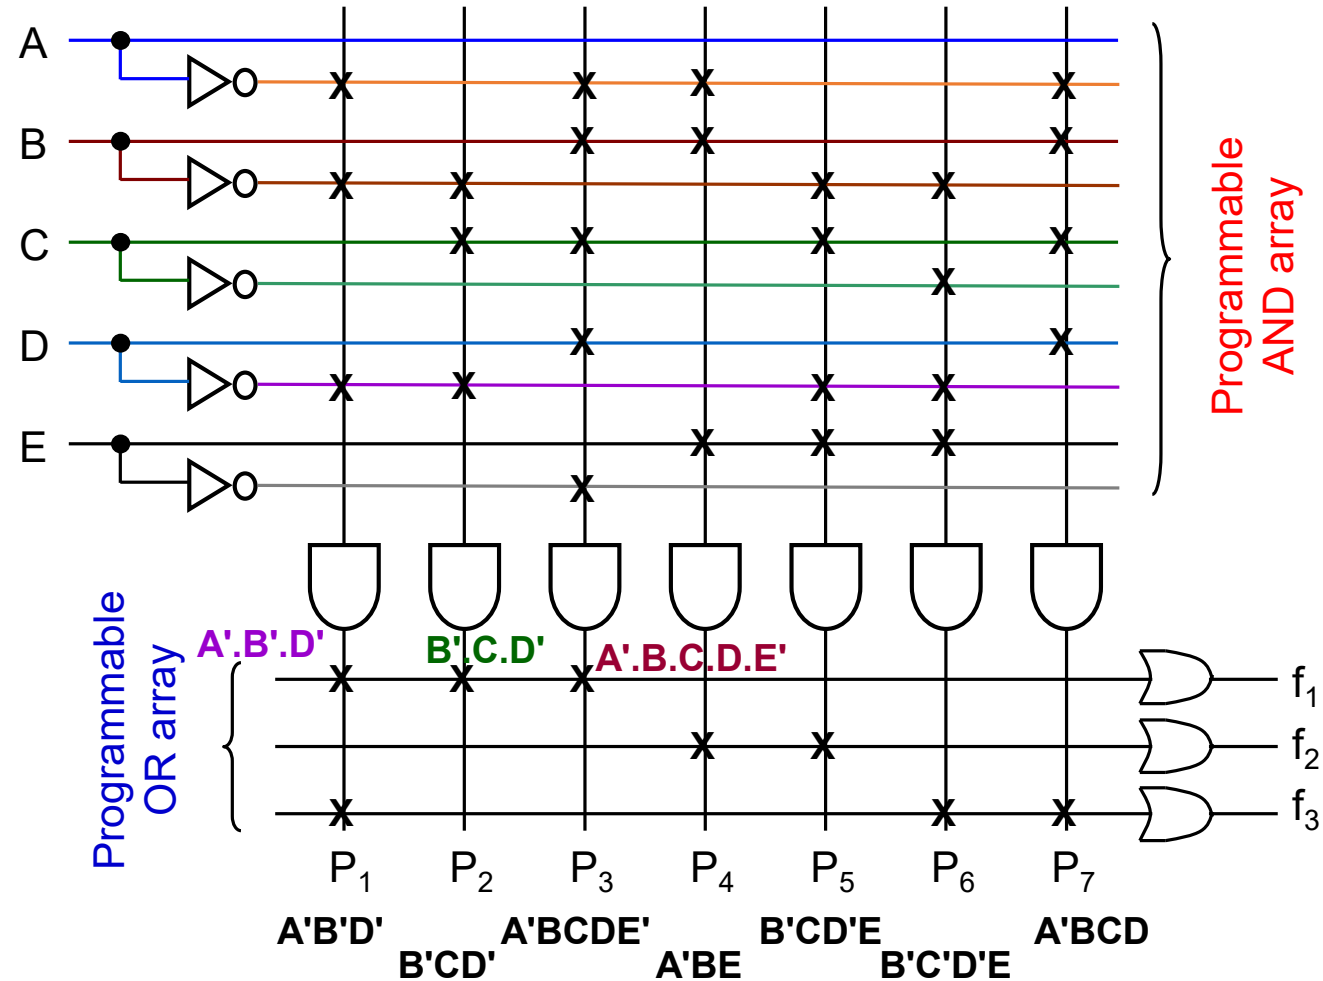 A
B
C
D
E
Programmable
AND array
Programmable
OR array
A'.B'.D'
B'.C.D'
A'.B.C.D.E'
f1
f2
f3
P1 P2 P3 P4 P5 P6 P7
A'B'D' A'BCDE' B'CD'E A'BCD
B'CD' A'BE B'C'D'E